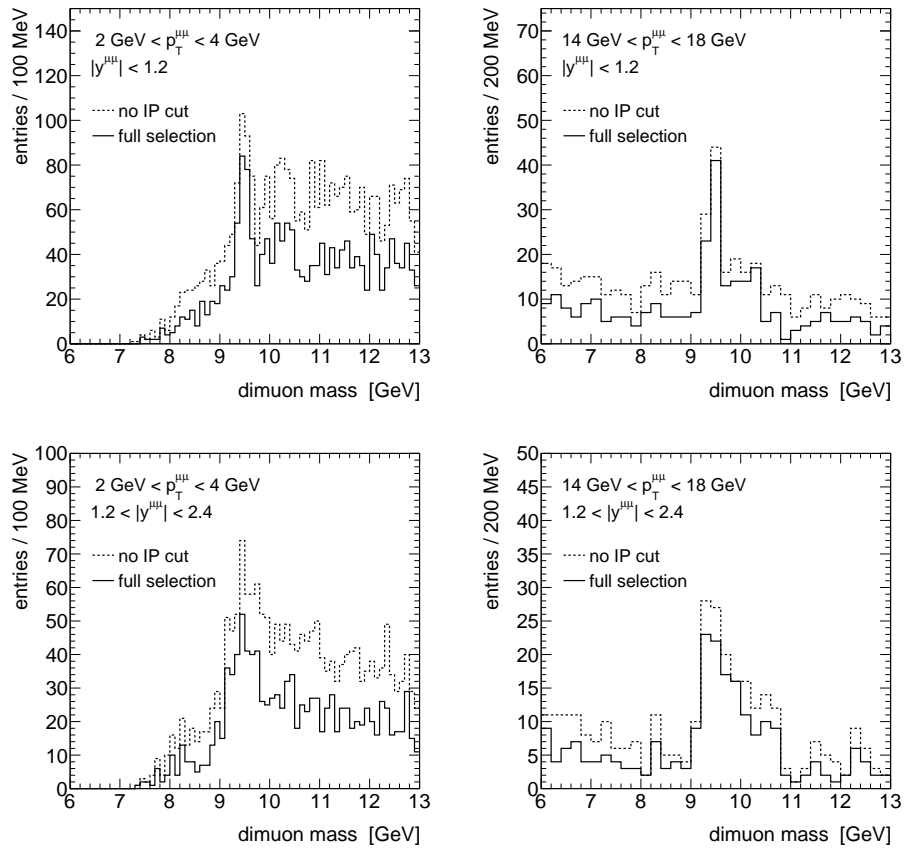 entries / 100 MeV
2 GeV < p_T^μμ < 4 GeV
|y^μμ| < 1.2
no IP cut
full selection
0 20 40 60 80 100 120 140
6 7 8 9 10 11 12 13
dimuon mass [GeV]
entries / 200 MeV
14 GeV < p_T^μμ < 18 GeV
|y^μμ| < 1.2
no IP cut
full selection
0 10 20 30 40 50 60 70
6 7 8 9 10 11 12 13
dimuon mass [GeV]
entries / 100 MeV
2 GeV < p_T^μμ < 4 GeV
1.2 < |y^μμ| < 2.4
no IP cut
full selection
0 10 20 30 40 50 60 70 80 90 100
6 7 8 9 10 11 12 13
dimuon mass [GeV]
entries / 200 MeV
14 GeV < p_T^μμ < 18 GeV
1.2 < |y^μμ| < 2.4
no IP cut
full selection
0 5 10 15 20 25 30 35 40 45 50
6 7 8 9 10 11 12 13
dimuon mass [GeV]